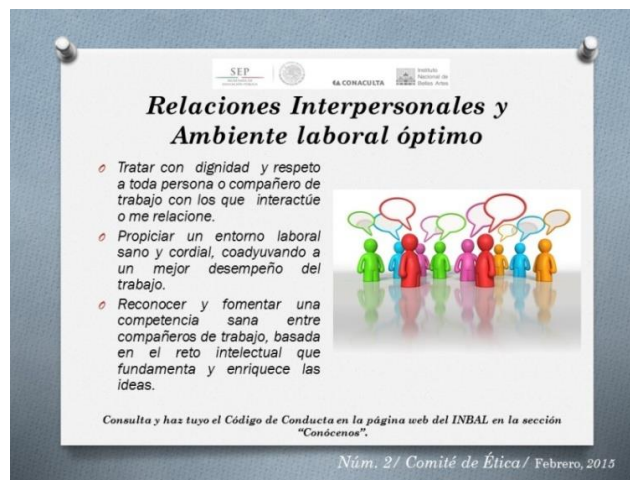 SEP
CONACULTA
Instituto
Nacional de
Bellas Artes
Relaciones Interpersonales y
Ambiente laboral óptimo
Tratar con dignidad y respeto
a toda persona o compañero de
trabajo con los que interactúe
o me relacione.
Propiciar un entorno laboral
sano y cordial, coadyuvando a
un mejor desempeño del
trabajo.
Reconocer y fomentar una
competencia sana entre
compañeros de trabajo, basada
en el reto intelectual que
fundamenta y enriquece las
ideas.
Consulta y haz tuyo el Código de Conducta en la página web del INBAL en la sección
“Conócenos”.
Núm. 2/ Comité de Ética/ Febrero, 2015